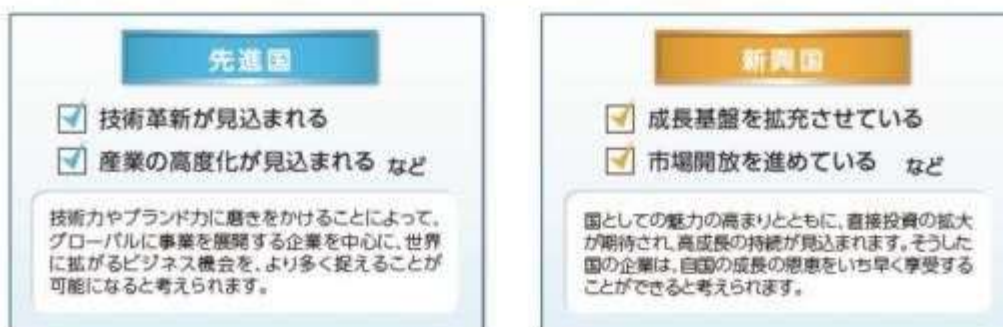 先進国
技術革新が見込まれる
産業の高度化が見込まれる など
技術力やブランド力に磨きをかけることによって、
グローバルに事業を展開する企業を中心に、世界
に拡がるビジネス機会を、より多く捉えることが
可能になると考えられます。
新興国
成長基盤を拡充させている
市場開放を進めている など
国としての魅力の高まりとともに、直接投資の拡大
が期待され、高成長の持続が見込まれます。そうした
国の企業は、自国の成長の恩恵をいち早く享受する
ことができると考えられます。